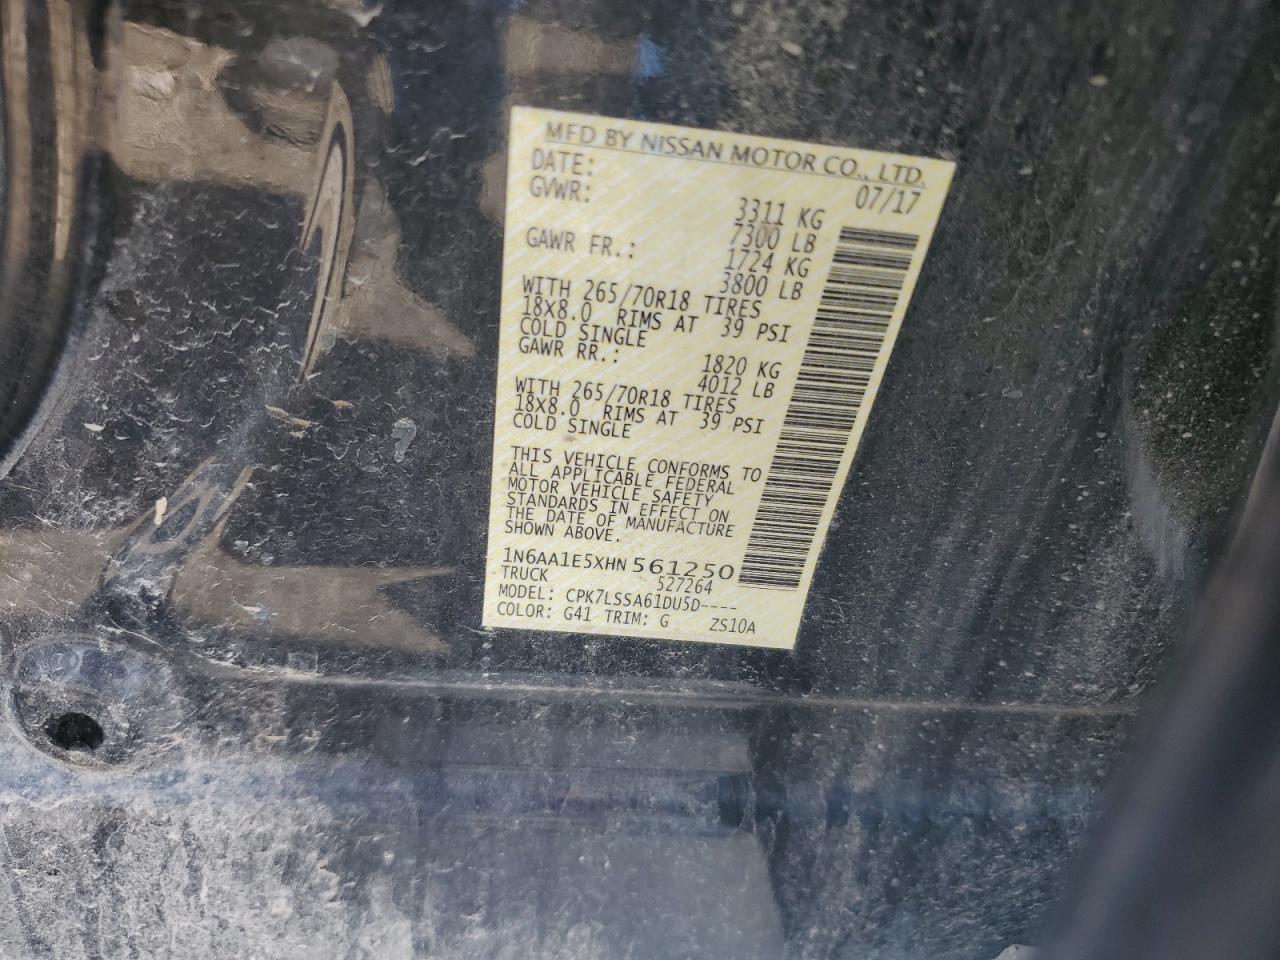 MFD BY NISSAN MOTOR CO., LTD.
DATE: 07/17
GVWR: 3311 KG
7300 LB
GAWR FR.: 1724 KG
3800 LB
WITH 265/70R18 TIRES
18X8.0 RIMS AT 39 PSI
COLD SINGLE
GAWR RR.: 1820 KG
4012 LB
WITH 265/70R18 TIRES
18X8.0 RIMS AT 39 PSI
COLD SINGLE
THIS VEHICLE CONFORMS TO
ALL APPLICABLE FEDERAL
MOTOR VEHICLE SAFETY
STANDARDS IN EFFECT ON
THE DATE OF MANUFACTURE
SHOWN ABOVE.
1N6AA1E5XHN 561250
TRUCK 527264
MODEL: CPK7LSSA61DU5D----
COLOR: G41 TRIM: G ZS10A